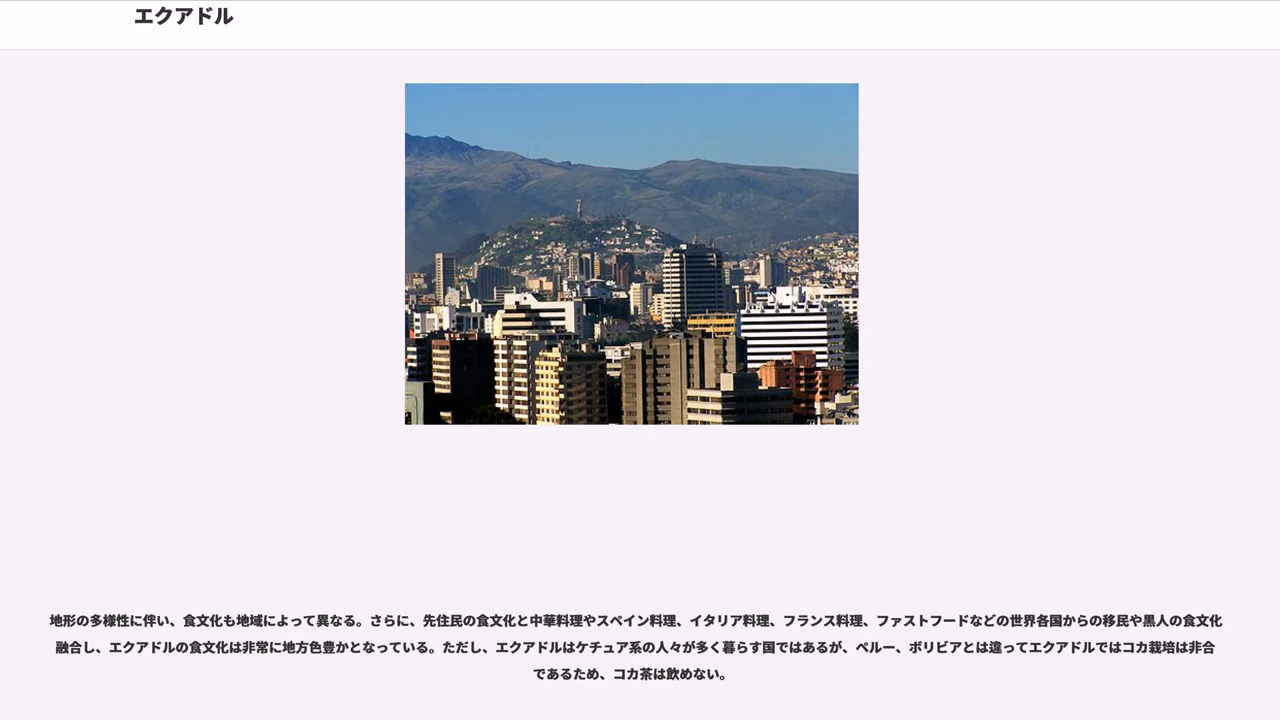 エクアドル
地形の多様性に伴い、食文化も地域によって異なる。さらに、先住民の食文化と中華料理やスペイン料理、イタリア料理、フランス料理、ファストフードなどの世界各国からの移民や黒人の食文化
融合し、エクアドルの食文化は非常に地方色豊かとなっている。ただし、エクアドルはケチュア系の人々が多く暮らす国ではあるが、ペルー、ボリビアとは違ってエクアドルではコカ栽培は非合
であるため、コカ茶は飲めない。